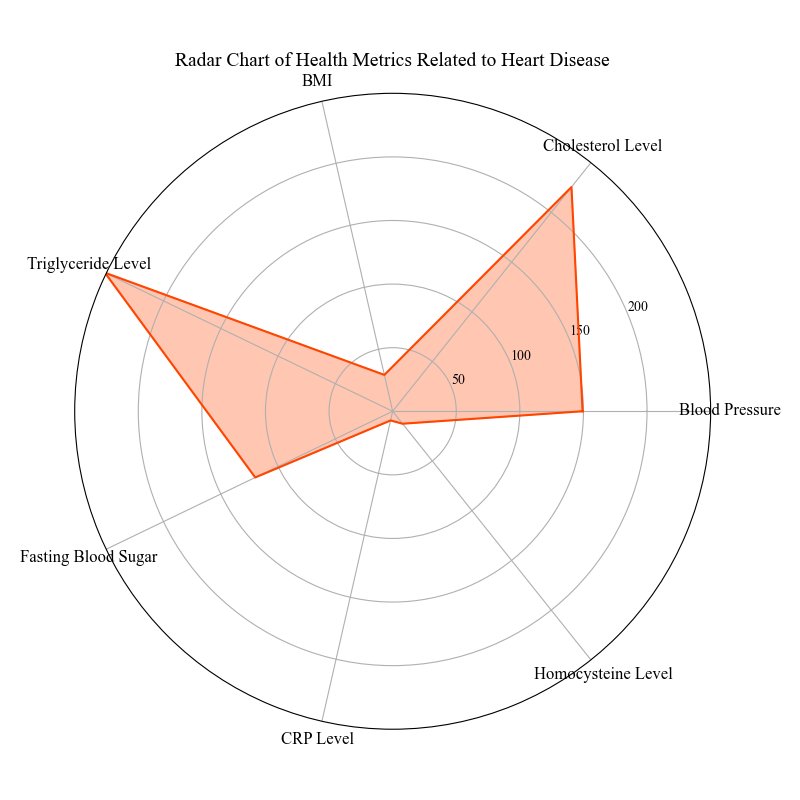 Radar Chart of Health Metrics Related to Heart Disease
BMI
Cholesterol Level
Triglyceride Level
200
150
100
50
Blood Pressure
Fasting Blood Sugar
Homocysteine Level
CRP Level